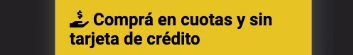 Comprá en cuotas y sin
tarjeta de crédito